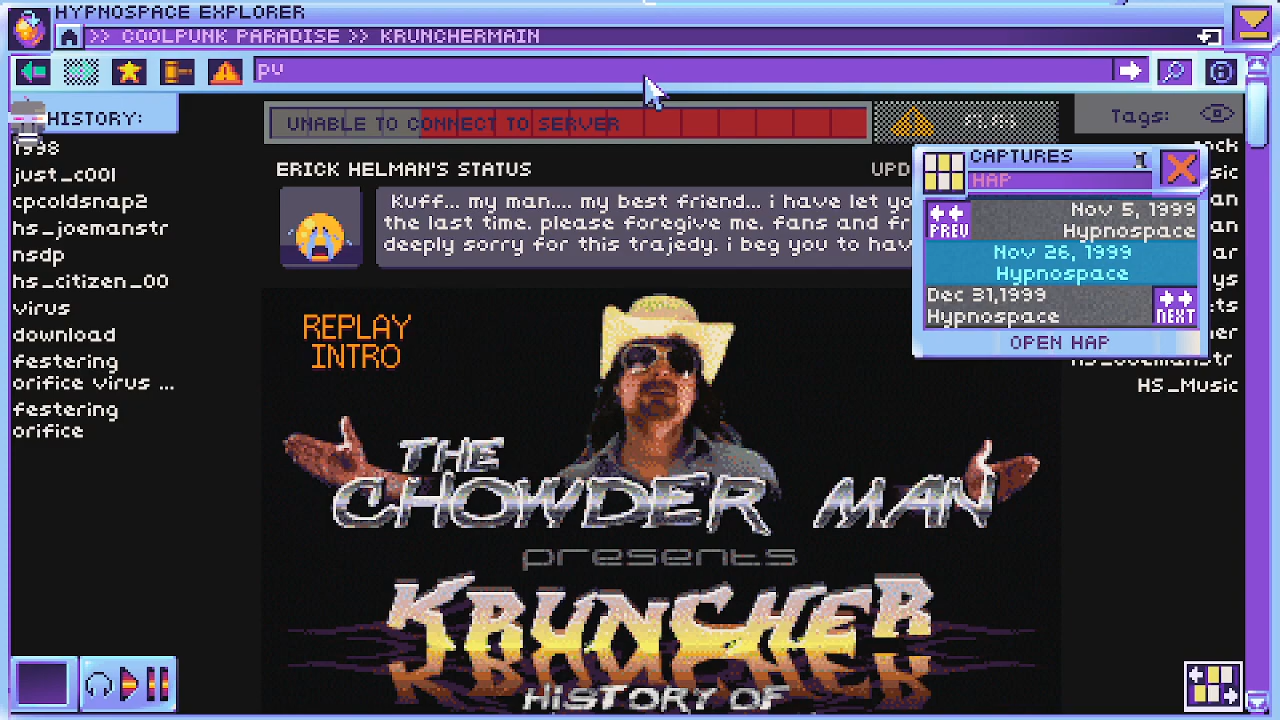 HYPNOSPACE EXPLORER
>> COOLPUNK PARADISE >> KRUNCHERMAIN
pv
HISTORY:
1998
just_c00l
cpcoldsnap2
hs_joemanstr
nsdp
hs_citizen_00
virus
download
festering
orifice virus ...
festering
orifice
UNABLE TO CONNECT TO SERVER
FLAG
Tags:
ERICK HELMAN'S STATUS
UPD
Kuff... my man.... my best friend... i have let yo
the last time. please foregive me. fans and fr
deeply sorry for this trajedy. i beg you to hav
CAPTURES
HAP
PREV
Nov 5, 1999
Hypnospace
Nov 26, 1999
Hypnospace
Dec 31,1999
Hypnospace
NEXT
OPEN HAP
HS_Music
REPLAY
INTRO
THE
CHOWDER MAN
presents
KRUNCHER
HISTORY OF